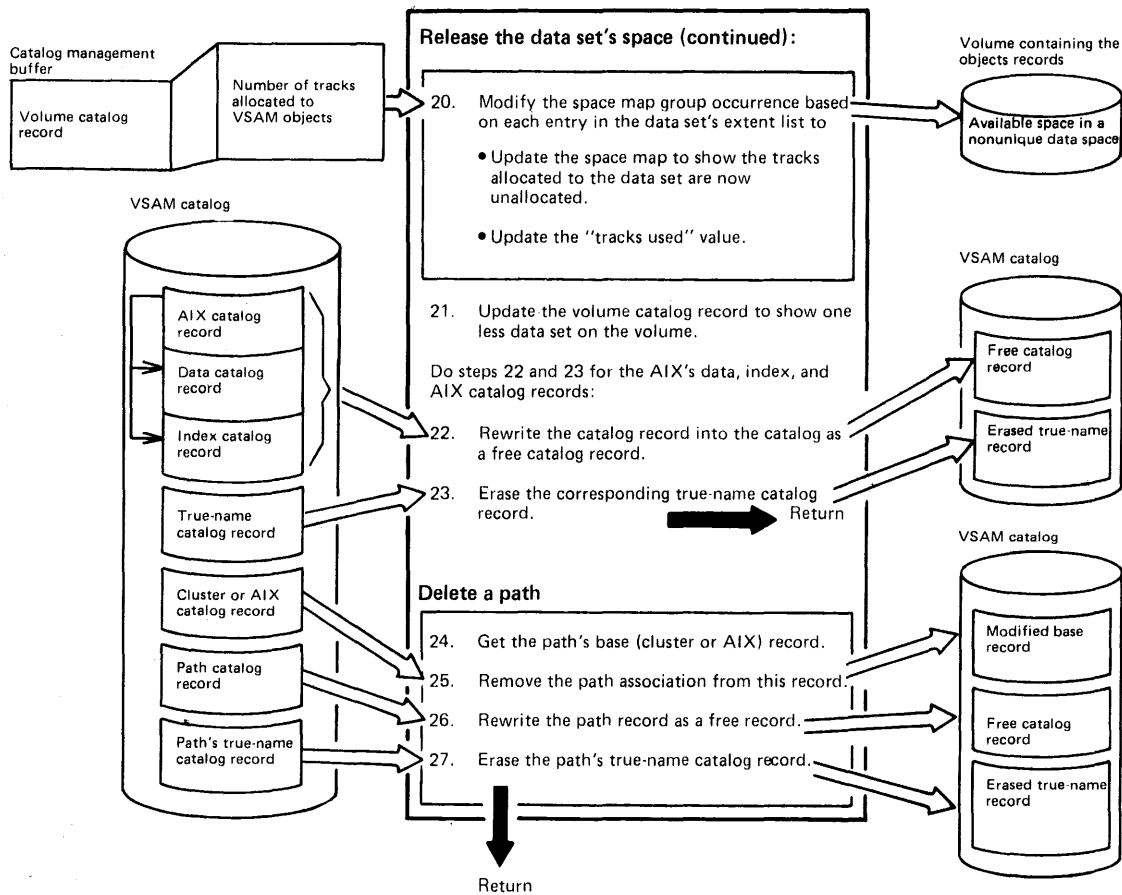 Catalog management
buffer
Volume catalog
record
Number of tracks
allocated to
VSAM objects
Release the data set's space (continued):
20. Modify the space map group occurrence based
on each entry in the data set's extent list to
• Update the space map to show the tracks
allocated to the data set are now
unallocated.
• Update the "tracks used" value.
Volume containing the
objects records
Available space in a
nonunique data space
VSAM catalog
AIX catalog
record
Data catalog
record
Index catalog
record
True-name
catalog record
Cluster or AIX
catalog record
Path catalog
record
Path's true-name
catalog record
21. Update the volume catalog record to show one
less data set on the volume.
Do steps 22 and 23 for the AIX's data, index, and
AIX catalog records:
22. Rewrite the catalog record into the catalog as
a free catalog record.
23. Erase the corresponding true-name catalog
record.
Return
VSAM catalog
Free catalog
record
Erased true-name
record
Delete a path
24. Get the path's base (cluster or AIX) record.
25. Remove the path association from this record.
26. Rewrite the path record as a free record.
27. Erase the path's true-name catalog record.
Return
VSAM catalog
Modified base
record
Free catalog
record
Erased true-name
record